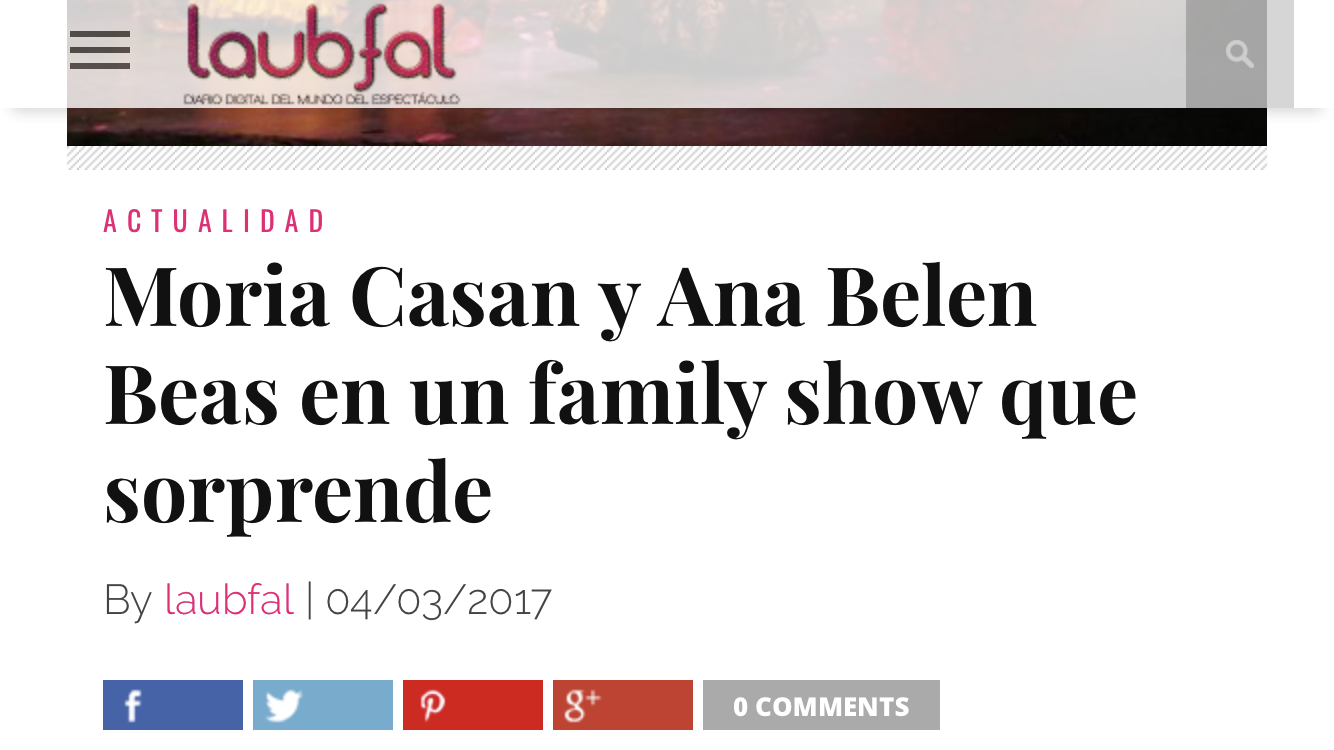 laubfal
DIARIO DIGITAL DEL MUNDO DEL ESPECTÁCULO
ACTUALIDAD
Moria Casan y Ana Belen
Beas en un family show que
sorprende
By laubfal | 04/03/2017
0 COMMENTS